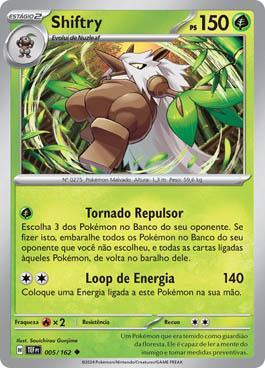 ESTÁGIO 2
Shiftry
PS 150
Evolui de Nuzleaf
Nº 0275 Pokémon Malvado Altura: 1,3 m Peso: 59,6 kg
Tornado Repulsor
Escolha 3 dos Pokémon no Banco do seu oponente. Se
fizer isto, embaralhe todos os Pokémon no Banco do seu
oponente que você não escolheu, e todas as cartas ligadas
àqueles Pokémon, de volta no baralho dele.
Loop de Energia 140
Coloque uma Energia ligada a este Pokémon na sua mão.
Fraqueza x2 Resistência Recuo
Ilust. Souichirou Gunjima
H TEF PT 005/162
Um Pokémon que era temido como guardião
da floresta. Ele é capaz de ler a mente do
inimigo e tomar medidas preventivas.
©2024 Pokémon/Nintendo/Creatures/GAME FREAK